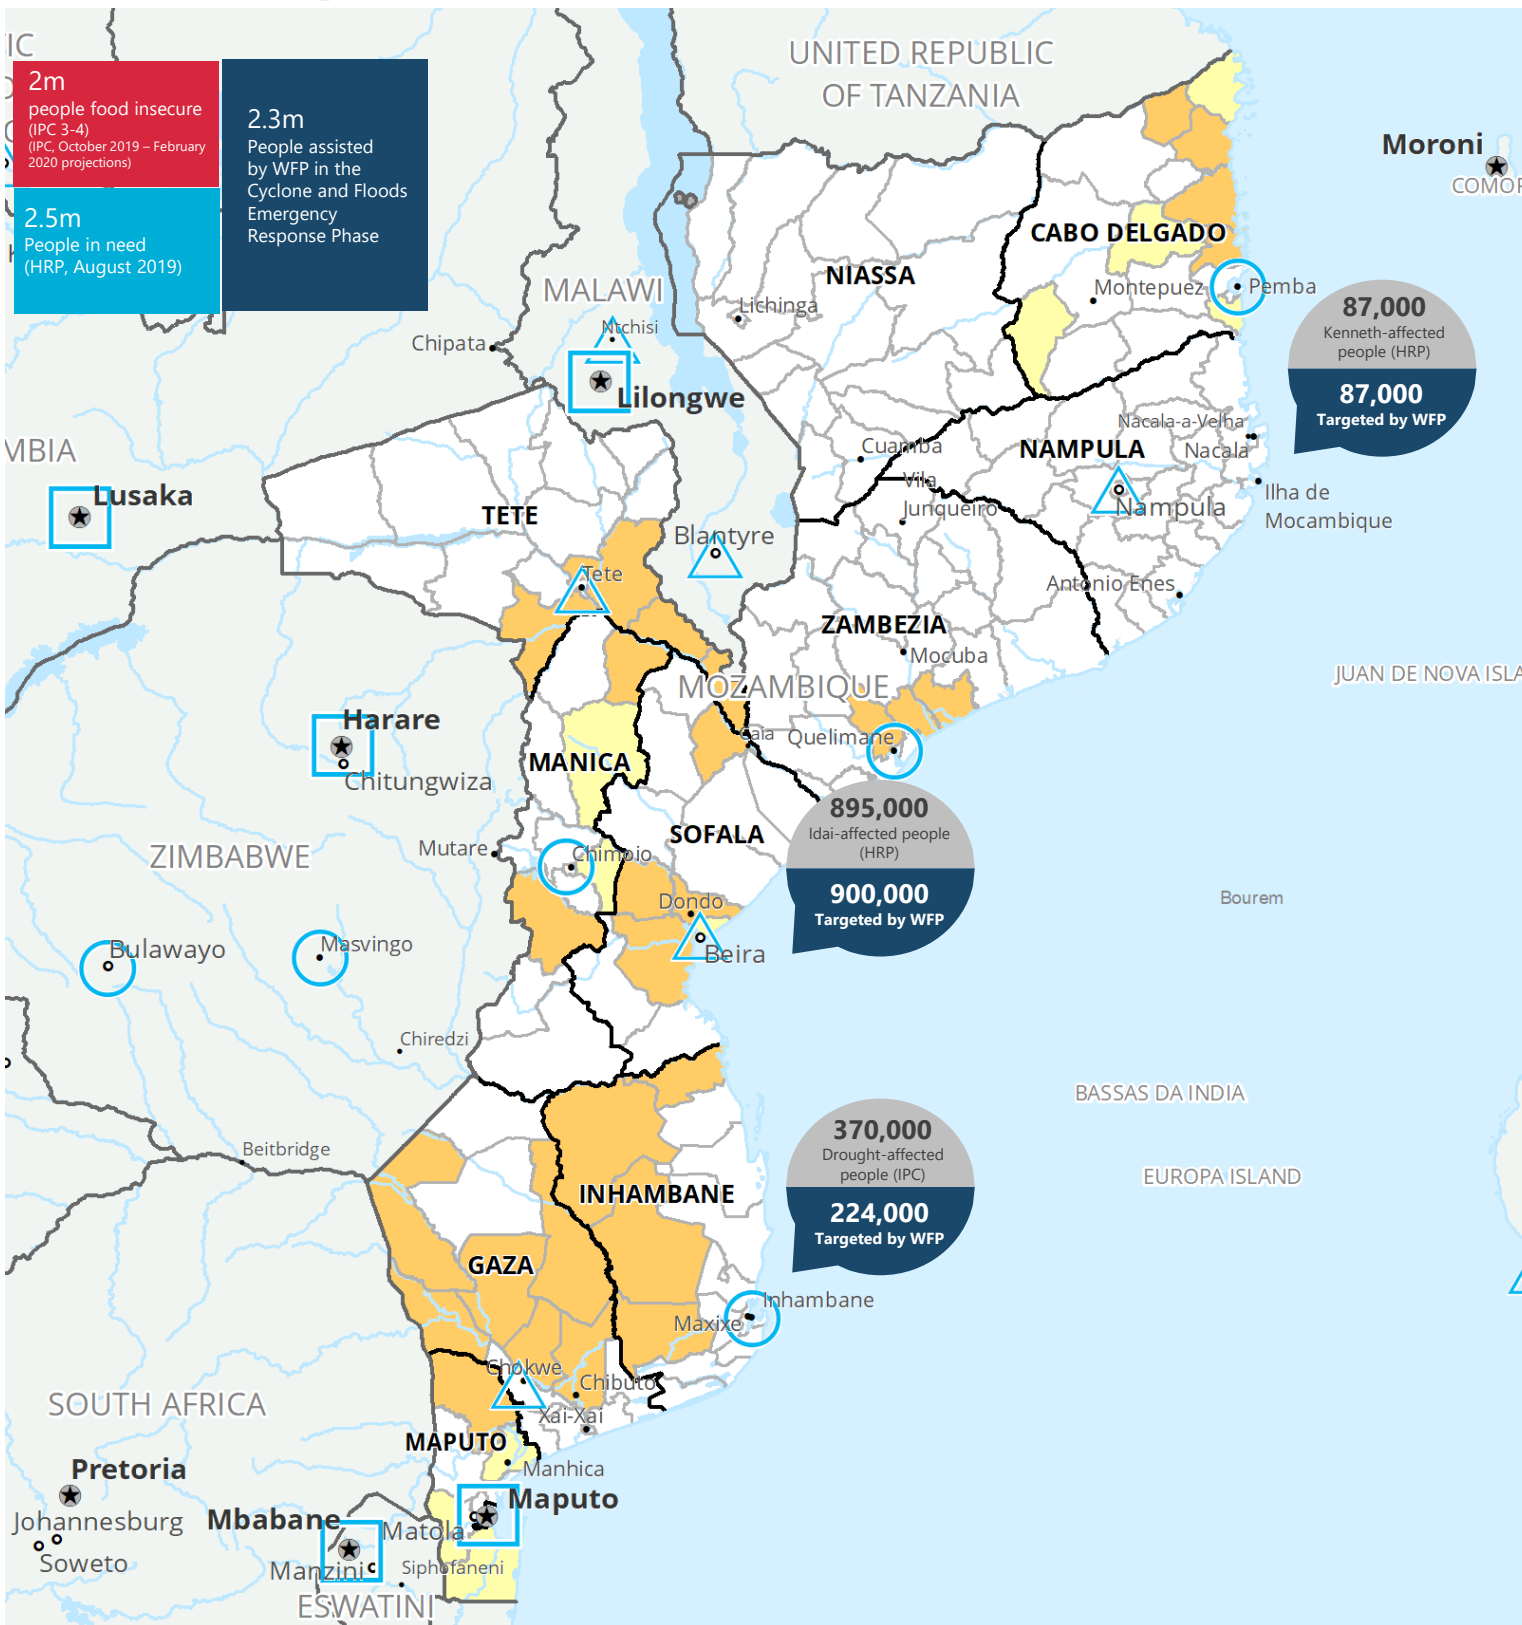 2m
people food insecure
(IPC 3-4)
(IPC, October 2019 – February
2020 projections)
2.3m
People assisted
by WFP in the
Cyclone and Floods
Emergency
Response Phase
2.5m
People in need
(HRP, August 2019)
UNITED REPUBLIC
OF TANZANIA
Moroni
CABO DELGADO
NIASSA
Montepuez
Pemba
Lichinga
MALAWI
Ntchisi
Chipata
Lilongwe
87,000
Kenneth-affected
people (HRP)
87,000
Targeted by WFP
Nacala-a-Velha
Cuamba
NAMPULA
Nacala
MBIA
Lusaka
Vila
Junqueiro
Nampula
Ilha de
Mocambique
TETE
Blantyre
Tete
Antonio Enes
ZAMBEZIA
Mocuba
MOZAMBIQUE
JUAN DE NOVA ISLA
Harare
Chitungwiza
Caia
Quelimane
MANICA
895,000
Idai-affected people
(HRP)
900,000
Targeted by WFP
SOFALA
Mutare
ZIMBABWE
Chimoio
Dondo
Beira
Bourem
Bulawayo
Masvingo
Chiredzi
BASSAS DA INDIA
Beitbridge
370,000
Drought-affected
people (IPC)
224,000
Targeted by WFP
EUROPA ISLAND
INHAMBANE
GAZA
Inhambane
Maxixe
Chokwe
Chibuto
Xai-Xai
SOUTH AFRICA
MAPUTO
Manhica
Pretoria
Johannesburg
Soweto
Mbabane
Maputo
Matola
Manzini
Siphofaneni
ESWATINI